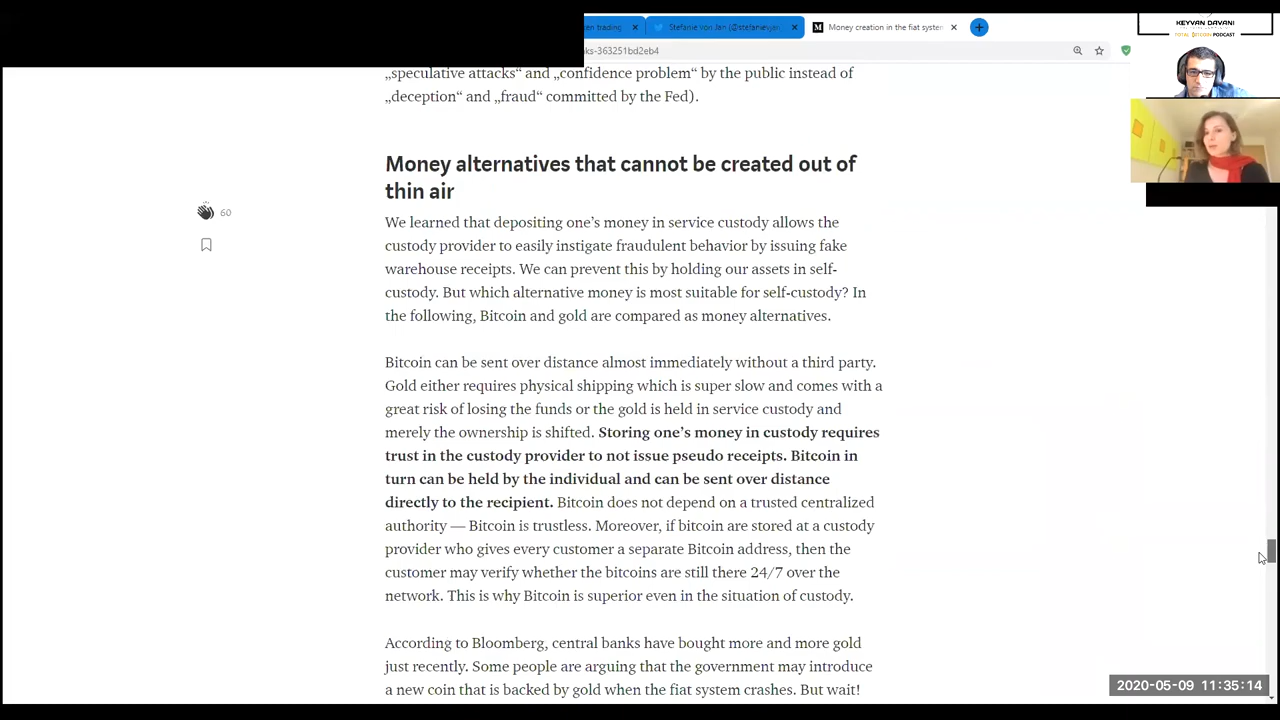 en trading
Stefanie von Jan (@stefanievjan
Money creation in the fiat system
ks-363251bd2eb4
KEYVAN DAVANI
TOTAL BITCOIN PODCAST
„speculative attacks“ and „confidence problem“ by the public instead of
„deception“ and „fraud“ committed by the Fed).
Money alternatives that cannot be created out of
thin air
60
We learned that depositing one’s money in service custody allows the
custody provider to easily instigate fraudulent behavior by issuing fake
warehouse receipts. We can prevent this by holding our assets in self-
custody. But which alternative money is most suitable for self-custody? In
the following, Bitcoin and gold are compared as money alternatives.
Bitcoin can be sent over distance almost immediately without a third party.
Gold either requires physical shipping which is super slow and comes with a
great risk of losing the funds or the gold is held in service custody and
merely the ownership is shifted. Storing one’s money in custody requires
trust in the custody provider to not issue pseudo receipts. Bitcoin in
turn can be held by the individual and can be sent over distance
directly to the recipient. Bitcoin does not depend on a trusted centralized
authority — Bitcoin is trustless. Moreover, if bitcoin are stored at a custody
provider who gives every customer a separate Bitcoin address, then the
customer may verify whether the bitcoins are still there 24/7 over the
network. This is why Bitcoin is superior even in the situation of custody.
According to Bloomberg, central banks have bought more and more gold
just recently. Some people are arguing that the government may introduce
a new coin that is backed by gold when the fiat system crashes. But wait!
2020-05-09 11:35:14